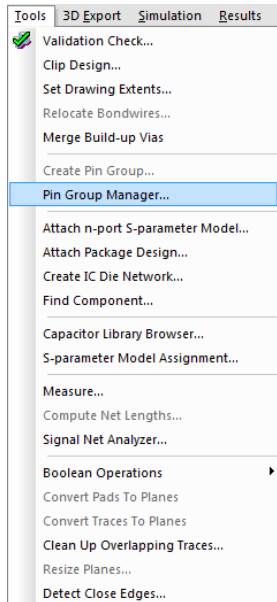 Tools 3D Export Simulation Results
Validation Check...
Clip Design...
Set Drawing Extents...
Relocate Bondwires...
Merge Build-up Vias
Create Pin Group...
Pin Group Manager...
Attach n-port S-parameter Model...
Attach Package Design...
Create IC Die Network...
Find Component...
Capacitor Library Browser...
S-parameter Model Assignment...
Measure...
Compute Net Lengths...
Signal Net Analyzer...
Boolean Operations
Convert Pads To Planes
Convert Traces To Planes
Clean Up Overlapping Traces...
Resize Planes...
Detect Close Edges...